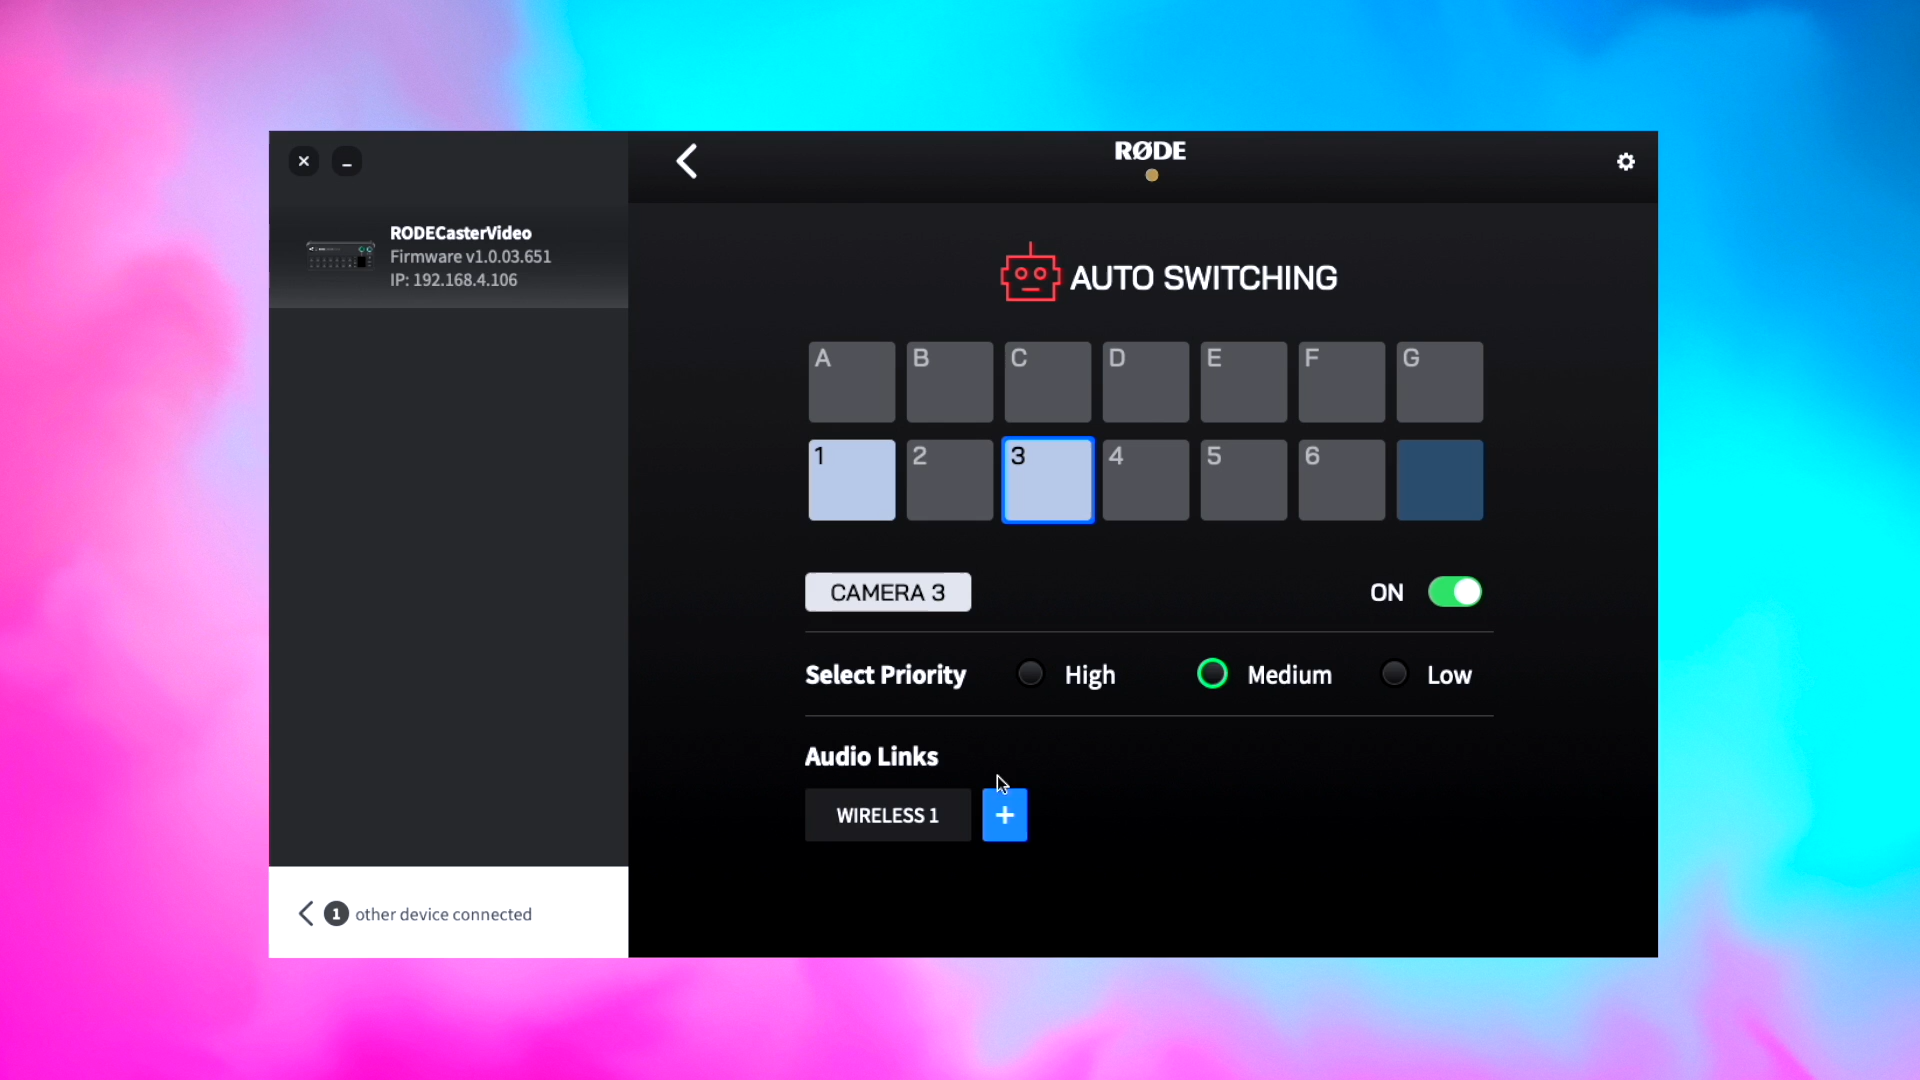 RØDE
RODECasterVideo
Firmware v1.0.03.651
IP: 192.168.4.106
AUTO SWITCHING
A B C D E F G
1 2 3 4 5 6
CAMERA 3 ON
Select Priority High Medium Low
Audio Links
WIRELESS 1 +
1 other device connected